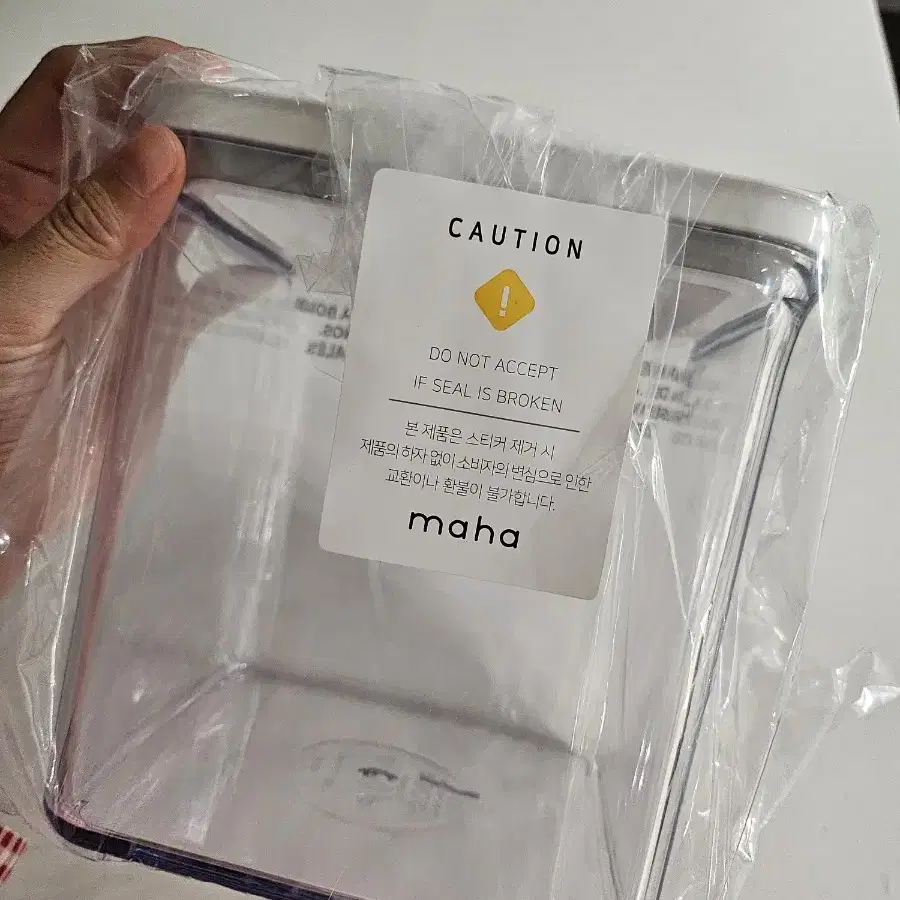 CAUTION
!
DO NOT ACCEPT
IF SEAL IS BROKEN
본 제품은 스티커 제거 시
제품의 하자 없이 소비자의 변심으로 인한
교환이나 환불이 불가합니다.
maha